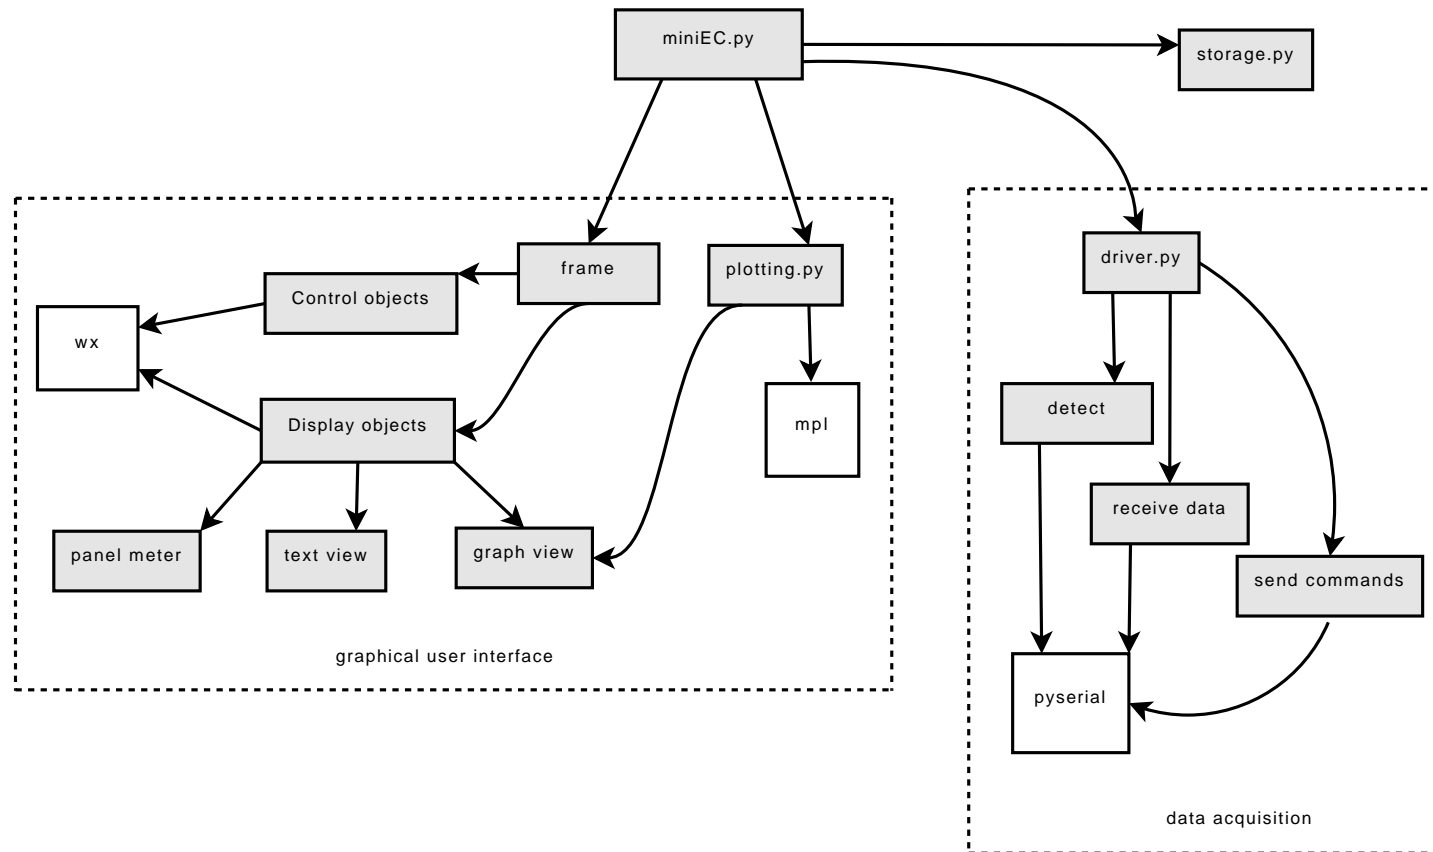 miniEC.py
storage.py
frame
plotting.py
driver.py
Control objects
wx
Display objects
mpl
detect
receive data
panel meter
text view
graph view
send commands
graphical user interface
pyserial
data acquisition